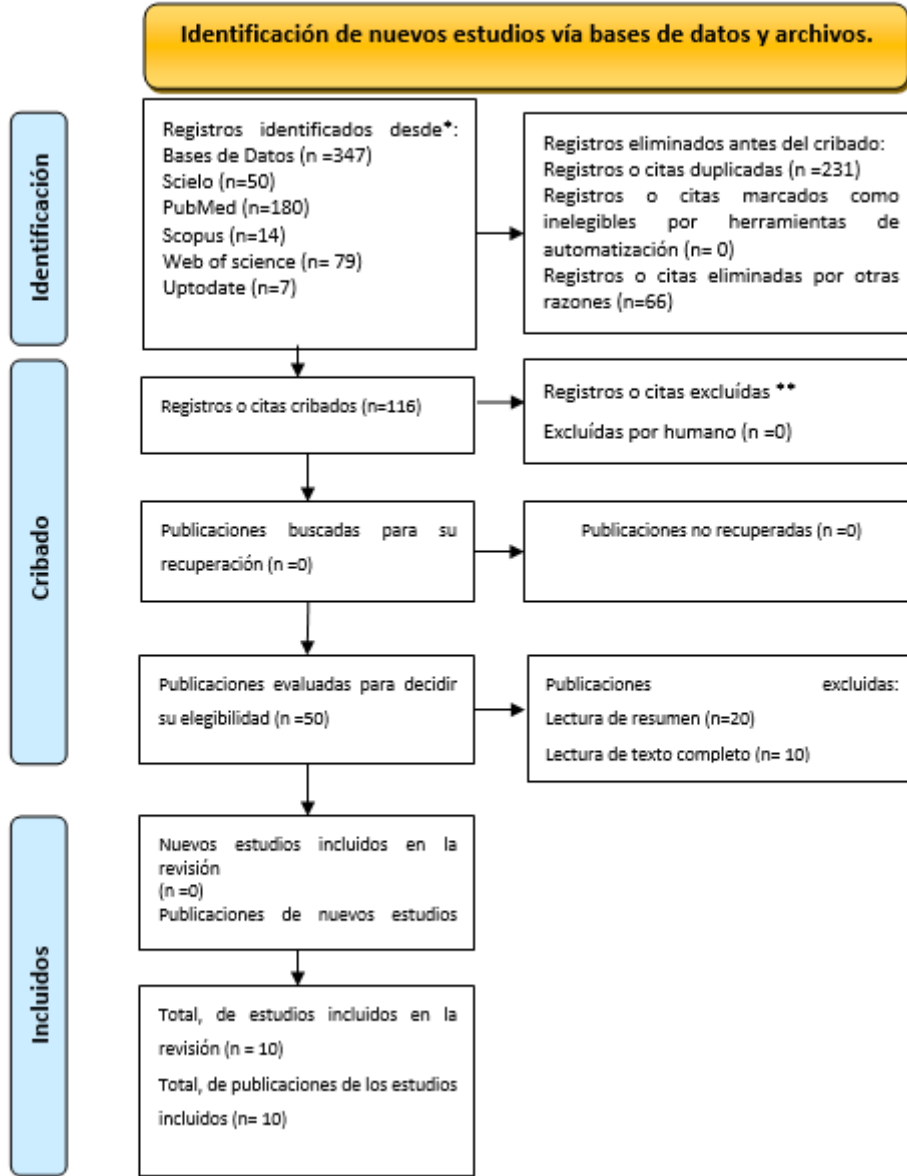 Identificación de nuevos estudios vía bases de datos y archivos.
Identificación
Registros identificados desde*:
Bases de Datos (n =347)
Scielo (n=50)
PubMed (n=180)
Scopus (n=14)
Web of science (n= 79)
Uptodate (n=7)
Registros eliminados antes del cribado:
Registros o citas duplicadas (n =231)
Registros o citas marcados como
inelegibles por herramientas de
automatización (n= 0)
Registros o citas eliminadas por otras
razones (n=66)
Cribado
Registros o citas cribados (n=116)
Registros o citas excluídas **
Excluídas por humano (n =0)
Publicaciones buscadas para su
recuperación (n =0)
Publicaciones no recuperadas (n =0)
Publicaciones evaluadas para decidir
su elegibilidad (n =50)
Publicaciones excluidas:
Lectura de resumen (n=20)
Lectura de texto completo (n= 10)
Incluidos
Nuevos estudios incluidos en la
revisión
(n =0)
Publicaciones de nuevos estudios
Total, de estudios incluidos en la
revisión (n = 10)
Total, de publicaciones de los estudios
incluidos (n= 10)